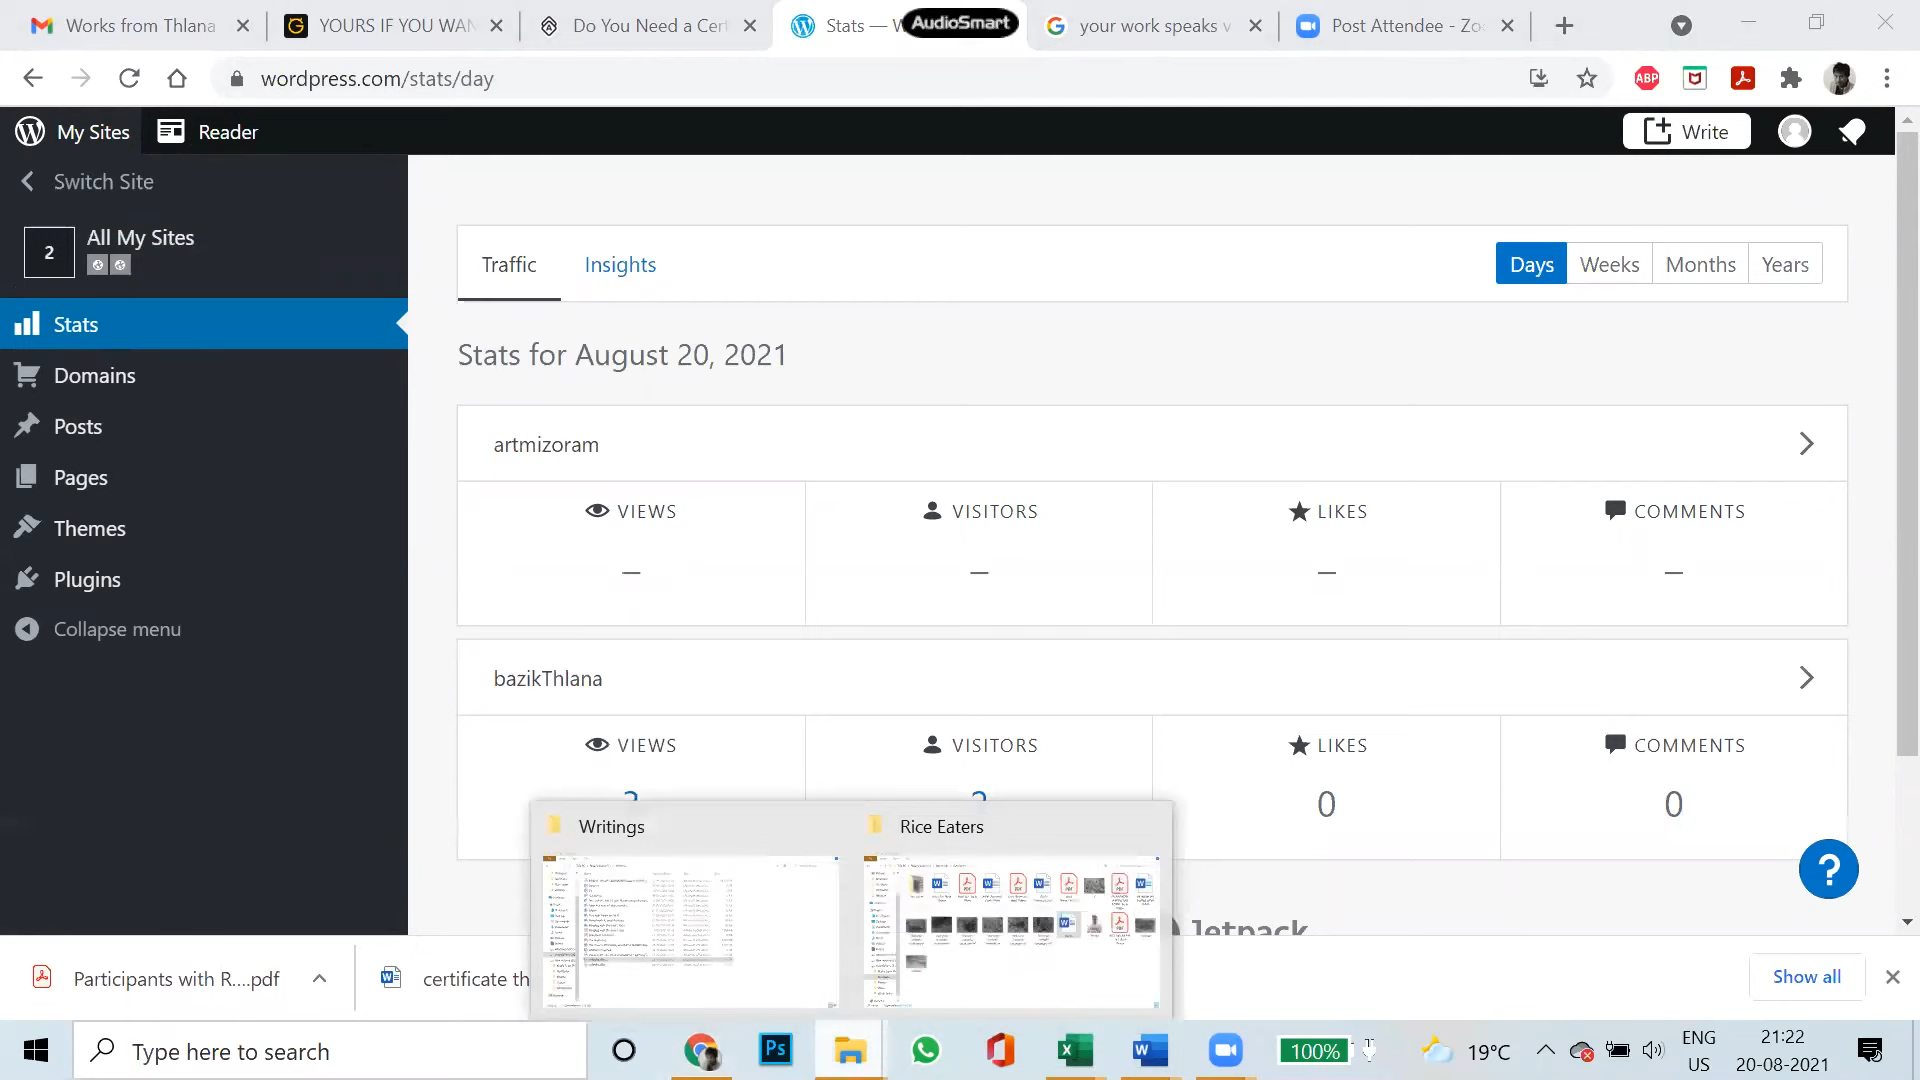 Works from Thlana
YOURS IF YOU WAN
Do You Need a Cert
Stats — W
AudioSmart
your work speaks v
Post Attendee - Zo
wordpress.com/stats/day
ABP
My Sites
Reader
Write
Switch Site
2
All My Sites
Stats
Domains
Posts
Pages
Themes
Plugins
Collapse menu
Traffic
Insights
Days
Weeks
Months
Years
Stats for August 20, 2021
artmizoram
VIEWS
VISITORS
LIKES
COMMENTS
–
–
–
–
bazikThlana
VIEWS
VISITORS
LIKES
COMMENTS
0
0
Writings
Rice Eaters
?
Jetpack
Participants with R....pdf
certificate th
Show all
Type here to search
Ps
100%
19°C
ENG
US
21:22
20-08-2021